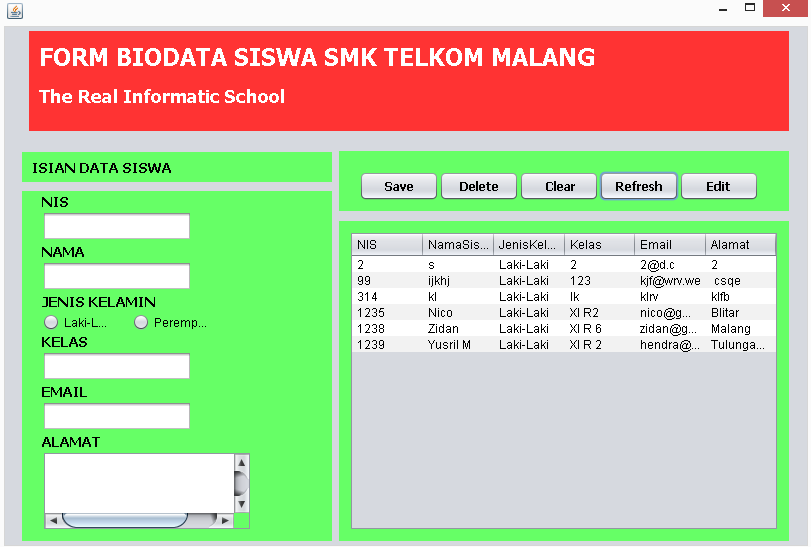 FORM BIODATA SISWA SMK TELKOM MALANG
The Real Informatic School
ISIAN DATA SISWA
NIS
NAMA
JENIS KELAMIN
Laki-L... Peremp...
KELAS
EMAIL
ALAMAT
Save Delete Clear Refresh Edit
NIS NamaSis... JenisKel... Kelas Email Alamat
2 s Laki-Laki 2 2@d.c 2
99 ijkhj Laki-Laki 123 kjf@wrv.we csqe
314 kl Laki-Laki lk klrv klfb
1235 Nico Laki-Laki XI R2 nico@g... Blitar
1238 Zidan Laki-Laki XI R 6 zidan@g... Malang
1239 Yusril M Laki-Laki XI R 2 hendra@... Tulunga...